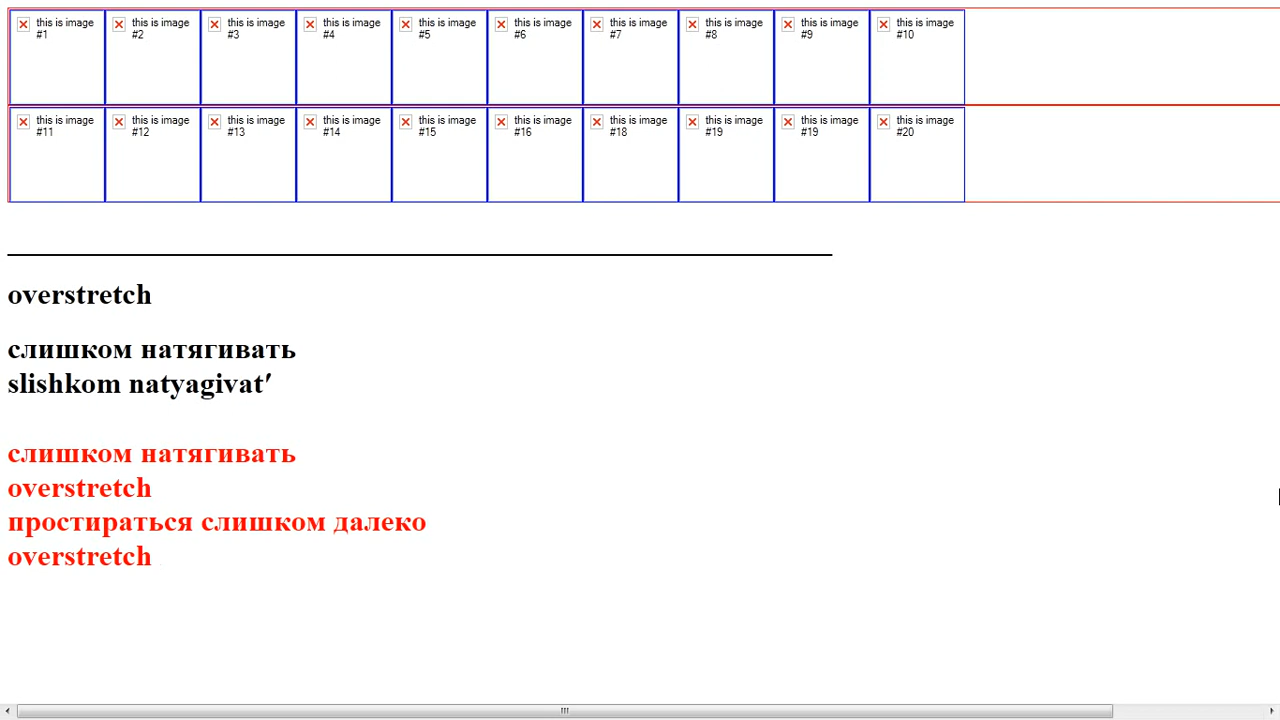 this is image #1 this is image #2 this is image #3 this is image #4 this is image #5 this is image #6 this is image #7 this is image #8 this is image #9 this is image #10
this is image #11 this is image #12 this is image #13 this is image #14 this is image #15 this is image #16 this is image #18 this is image #19 this is image #19 this is image #20
overstretch
слишком натягивать
slishkom natyagivat′
слишком натягивать
overstretch
простираться слишком далеко
overstretch